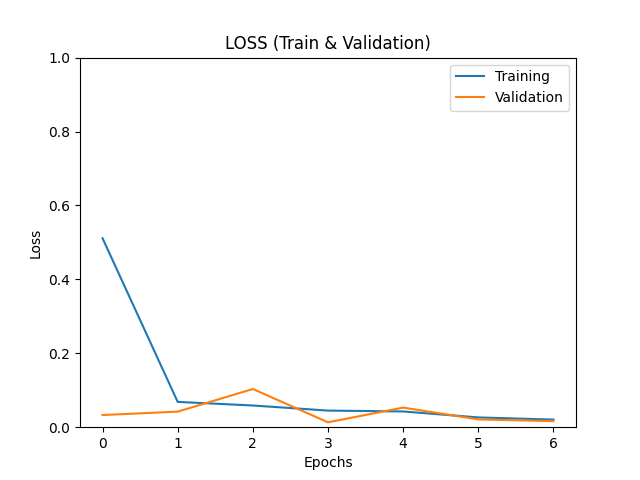 LOSS (Train & Validation)
1.0
0.8
0.6
0.4
0.2
0.0
Loss
Training
Validation
0 1 2 3 4 5 6
Epochs